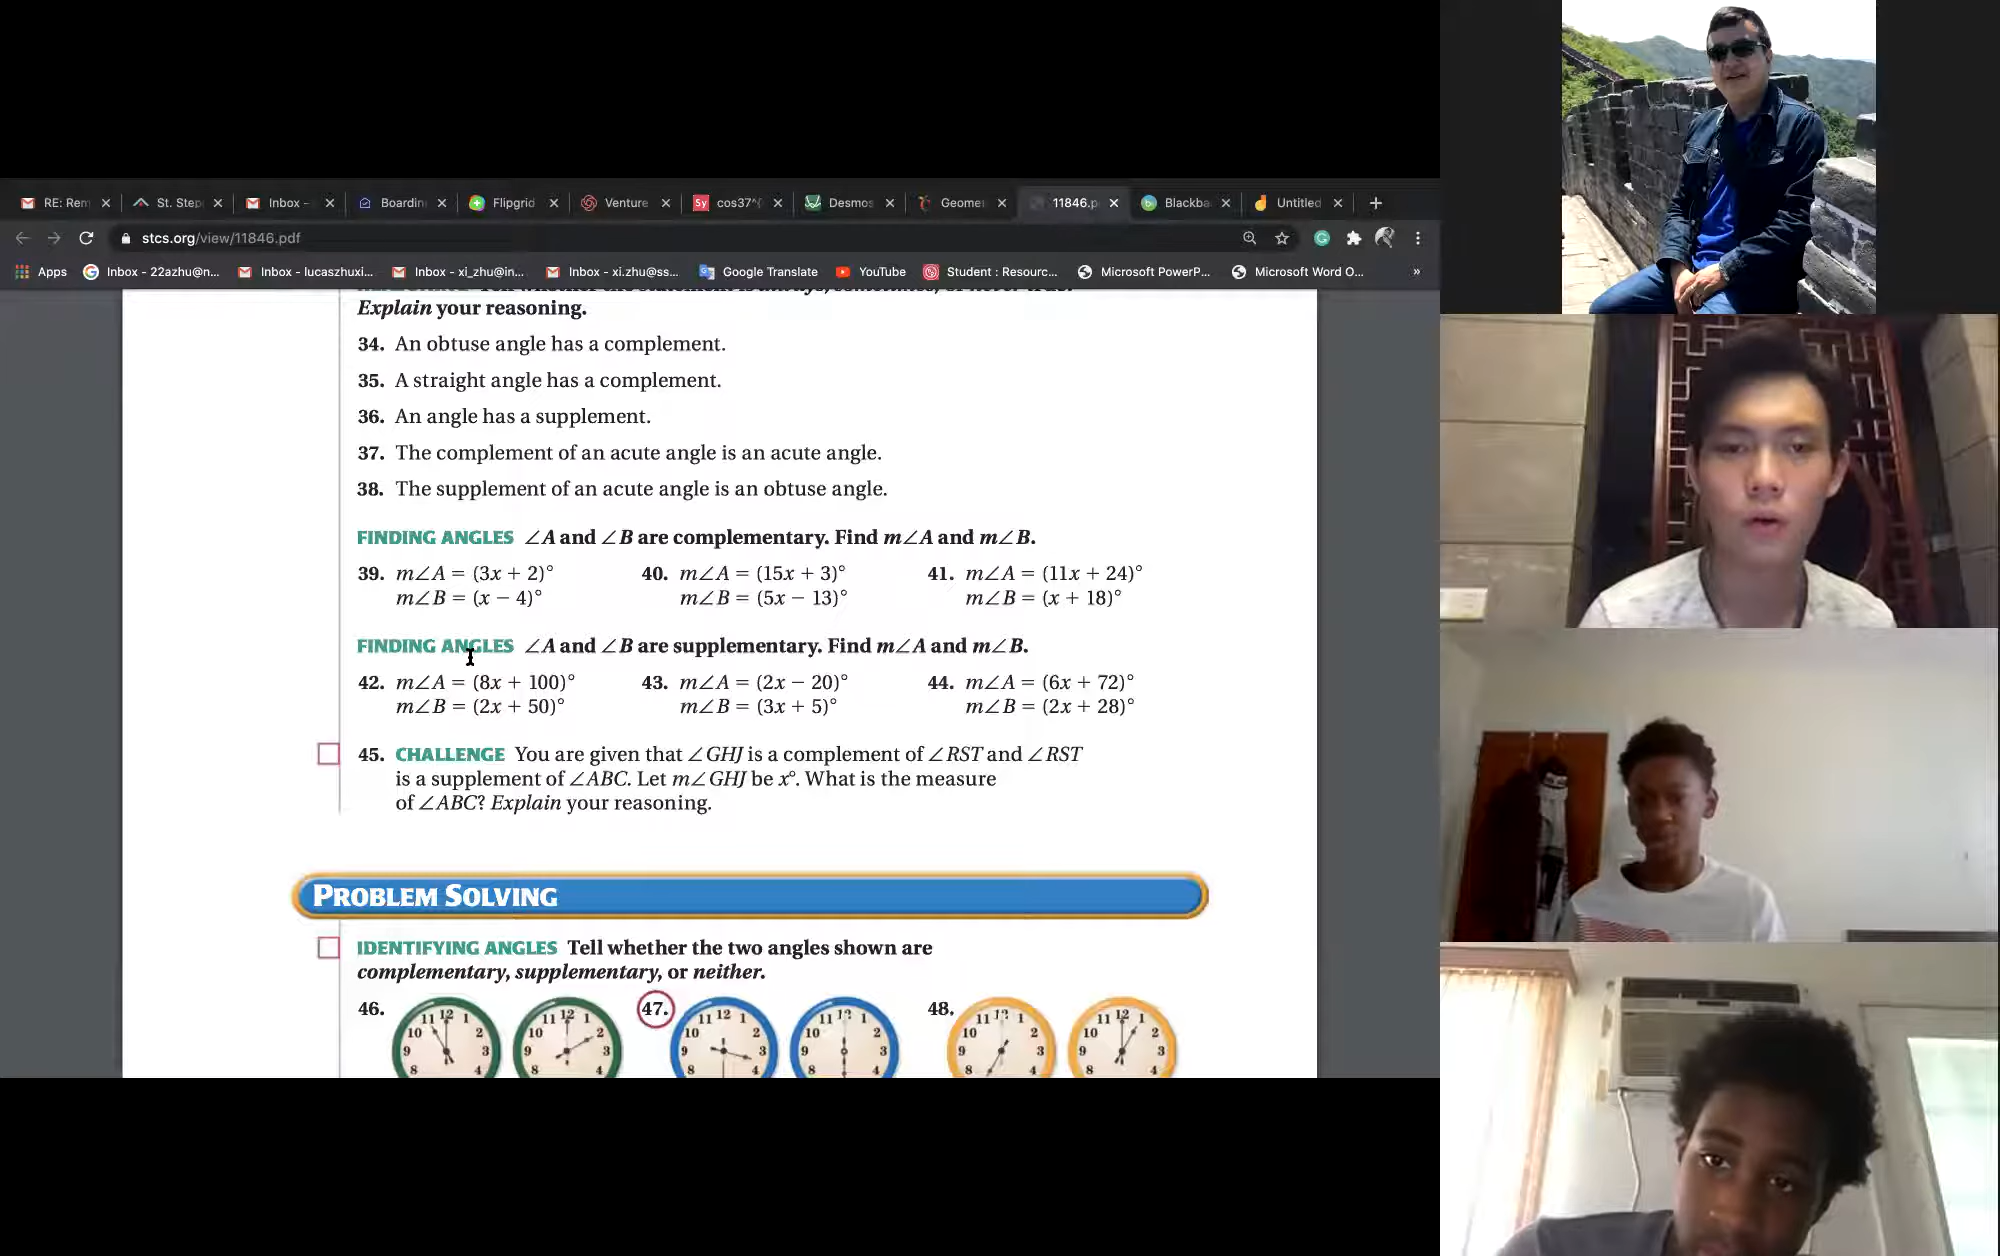 RE: Rem
St. Step
Inbox -
Boardin
Flipgrid
Venture
cos37^(
Desmos
Geomet
11846.p
Blackba
Untitled
stcs.org/view/11846.pdf
Apps
Inbox - 22azhu@n...
Inbox - lucaszhuxi...
Inbox - xi_zhu@in...
Inbox - xi.zhu@ss...
Google Translate
YouTube
Student : Resourc...
Microsoft PowerP...
Microsoft Word O...
»
Explain your reasoning.
34. An obtuse angle has a complement.
35. A straight angle has a complement.
36. An angle has a supplement.
37. The complement of an acute angle is an acute angle.
38. The supplement of an acute angle is an obtuse angle.
FINDING ANGLES ∠A and ∠B are complementary. Find m∠A and m∠B.
39. m∠A = (3x + 2)°
m∠B = (x − 4)°
40. m∠A = (15x + 3)°
m∠B = (5x − 13)°
41. m∠A = (11x + 24)°
m∠B = (x + 18)°
FINDING ANGLES ∠A and ∠B are supplementary. Find m∠A and m∠B.
42. m∠A = (8x + 100)°
m∠B = (2x + 50)°
43. m∠A = (2x − 20)°
m∠B = (3x + 5)°
44. m∠A = (6x + 72)°
m∠B = (2x + 28)°
45. CHALLENGE You are given that ∠GHJ is a complement of ∠RST and ∠RST
is a supplement of ∠ABC. Let m∠GHJ be x°. What is the measure
of ∠ABC? Explain your reasoning.
PROBLEM SOLVING
IDENTIFYING ANGLES Tell whether the two angles shown are
complementary, supplementary, or neither.
46.
47.
48.